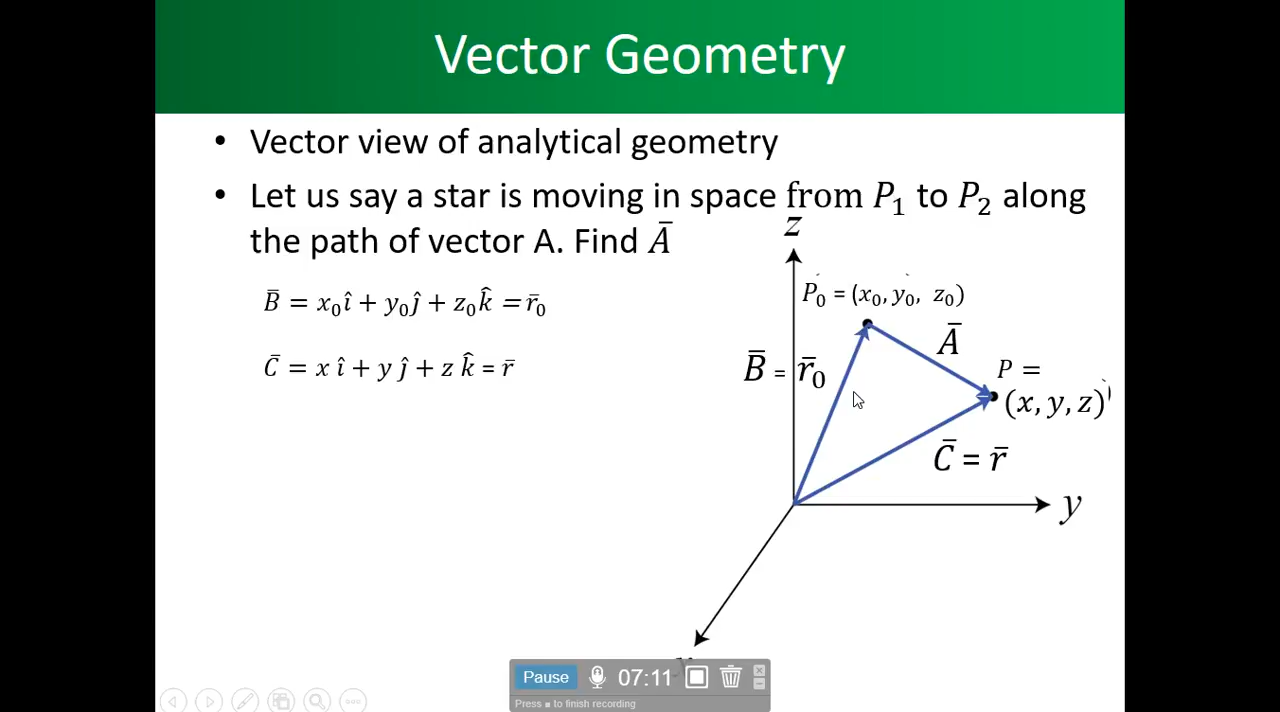 Vector Geometry
• Vector view of analytical geometry
• Let us say a star is moving in space from P₁ to P₂ along
the path of vector A. Find Ā
z
B̄ = x₀î + y₀ĵ + z₀k̂ = r̄₀
P₀ = (x₀, y₀, z₀)
Ā
C̄ = x î + y ĵ + z k̂ = r̄
B̄ = r̄₀
P =
(x, y, z)
C̄ = r̄
y
Pause 07:11
Press ■ to finish recording